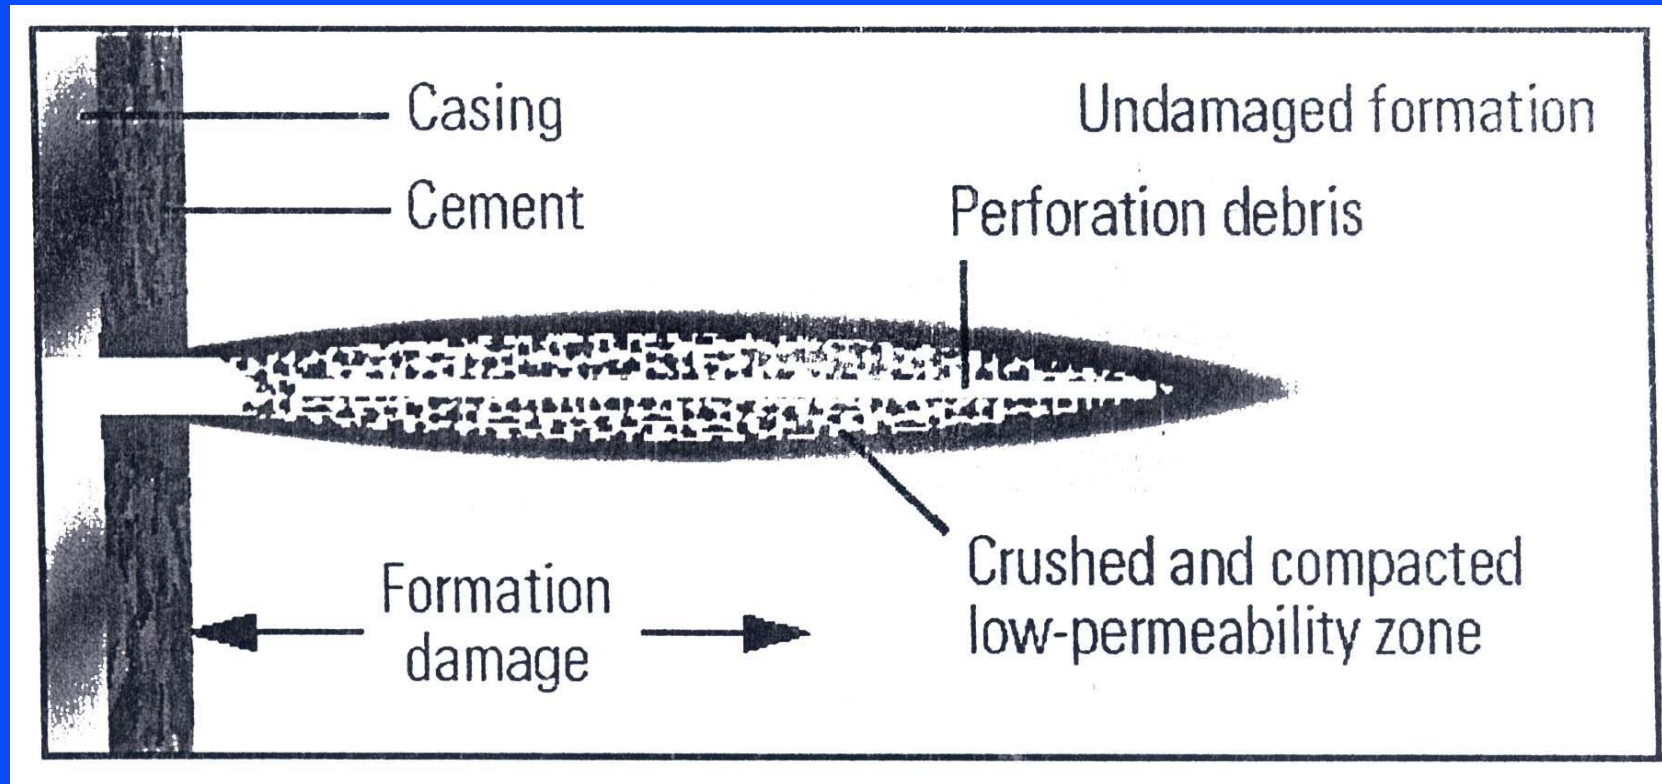 Casing
Undamaged formation
Cement
Perforation debris
Formation
damage
Crushed and compacted
low-permeability zone